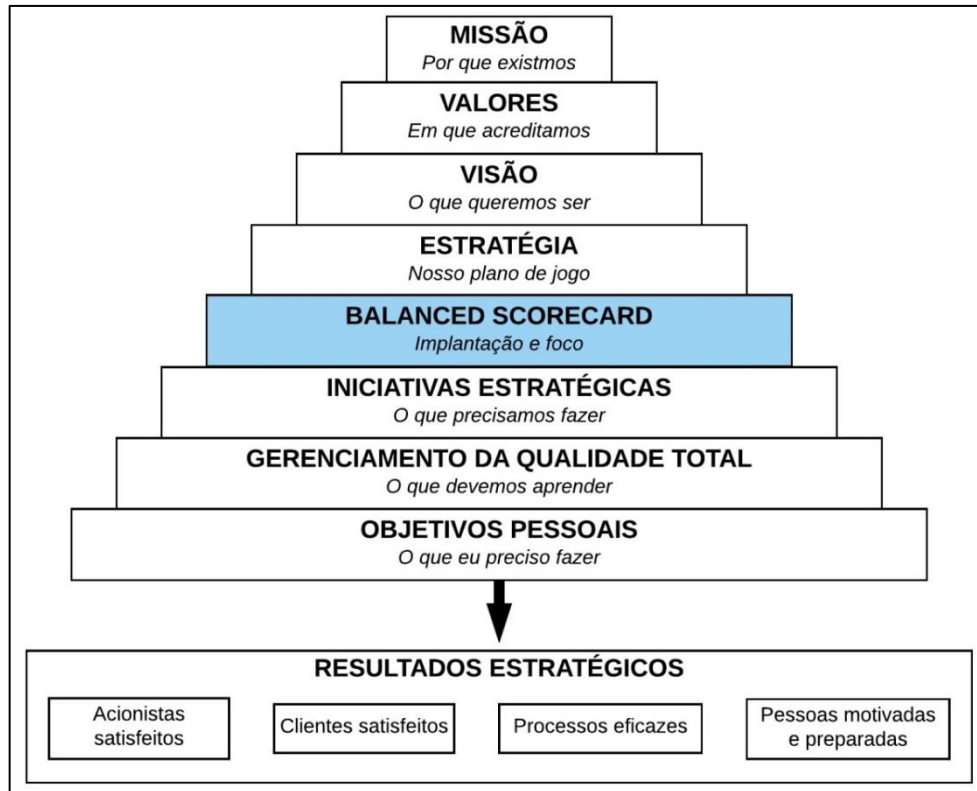 MISSÃO
Por que existmos
VALORES
Em que acreditamos
VISÃO
O que queremos ser
ESTRATÉGIA
Nosso plano de jogo
BALANCED SCORECARD
Implantação e foco
INICIATIVAS ESTRATÉGICAS
O que precisamos fazer
GERENCIAMENTO DA QUALIDADE TOTAL
O que devemos aprender
OBJETIVOS PESSOAIS
O que eu preciso fazer
RESULTADOS ESTRATÉGICOS
Acionistas
satisfeitos
Clientes satisfeitos
Processos eficazes
Pessoas motivadas
e preparadas